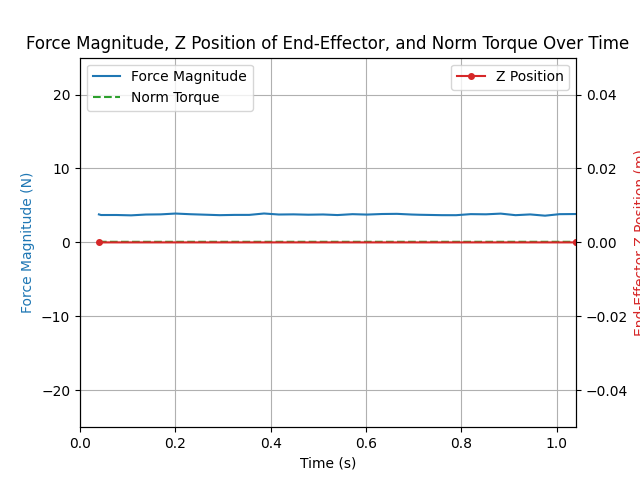 Force Magnitude, Z Position of End-Effector, and Norm Torque Over Time
Force Magnitude
Norm Torque
Z Position
Force Magnitude (N)
20
10
0
−10
−20
0.04
0.02
0.00
−0.02
−0.04
End-Effector Z Position (m)
0.0
0.2
0.4
0.6
0.8
1.0
Time (s)